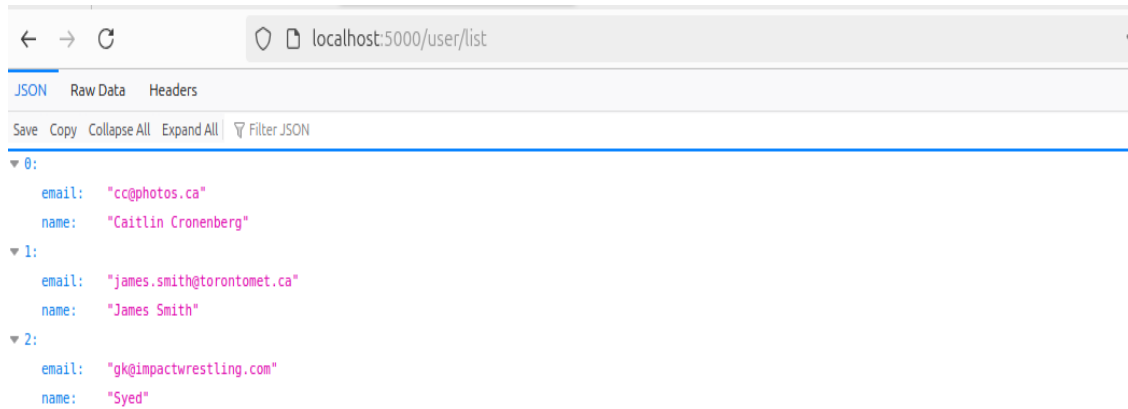 localhost:5000/user/list
JSON Raw Data Headers
Save Copy Collapse All Expand All Filter JSON
0:
email: "cc@photos.ca"
name: "Caitlin Cronenberg"
1:
email: "james.smith@torontomet.ca"
name: "James Smith"
2:
email: "gk@impactwrestling.com"
name: "Syed"